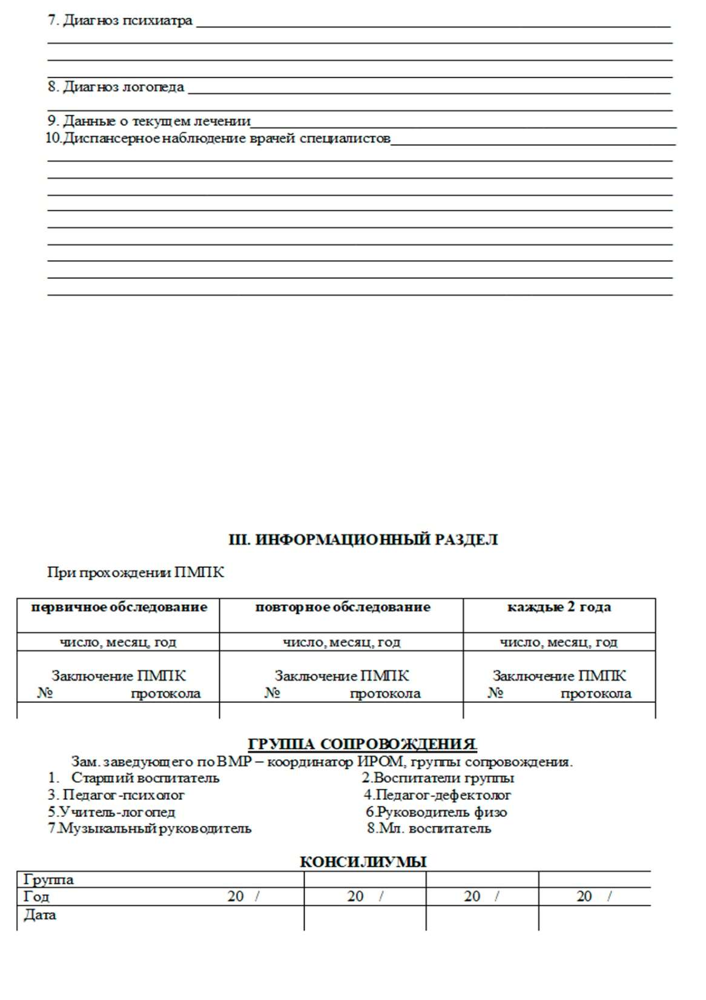 7. Диагноз психиатра
8. Диагноз логопеда
9. Данные о текущем лечении
10.Диспансерное наблюдение врачей специалистов
III. ИНФОРМАЦИОННЫЙ РАЗДЕЛ
При прохождении ПМПК
первичное обследование повторное обследование каждые 2 года
число, месяц, год число, месяц, год число, месяц, год
Заключение ПМПК Заключение ПМПК Заключение ПМПК
№ протокола № протокола № протокола
ГРУППА СОПРОВОЖДЕНИЯ.
Зам. заведующего по ВМР – координатор ИРОМ, группы сопровождения.
1. Старший воспитатель 2.Воспитатели группы
3. Педагог-психолог 4.Педагог-дефектолог
5.Учитель-логопед 6.Руководитель физо
7.Музыкальный руководитель 8.Мл. воспитатель
КОНСИЛИУМЫ
Группа
Год 20 / 20 / 20 / 20 /
Дата